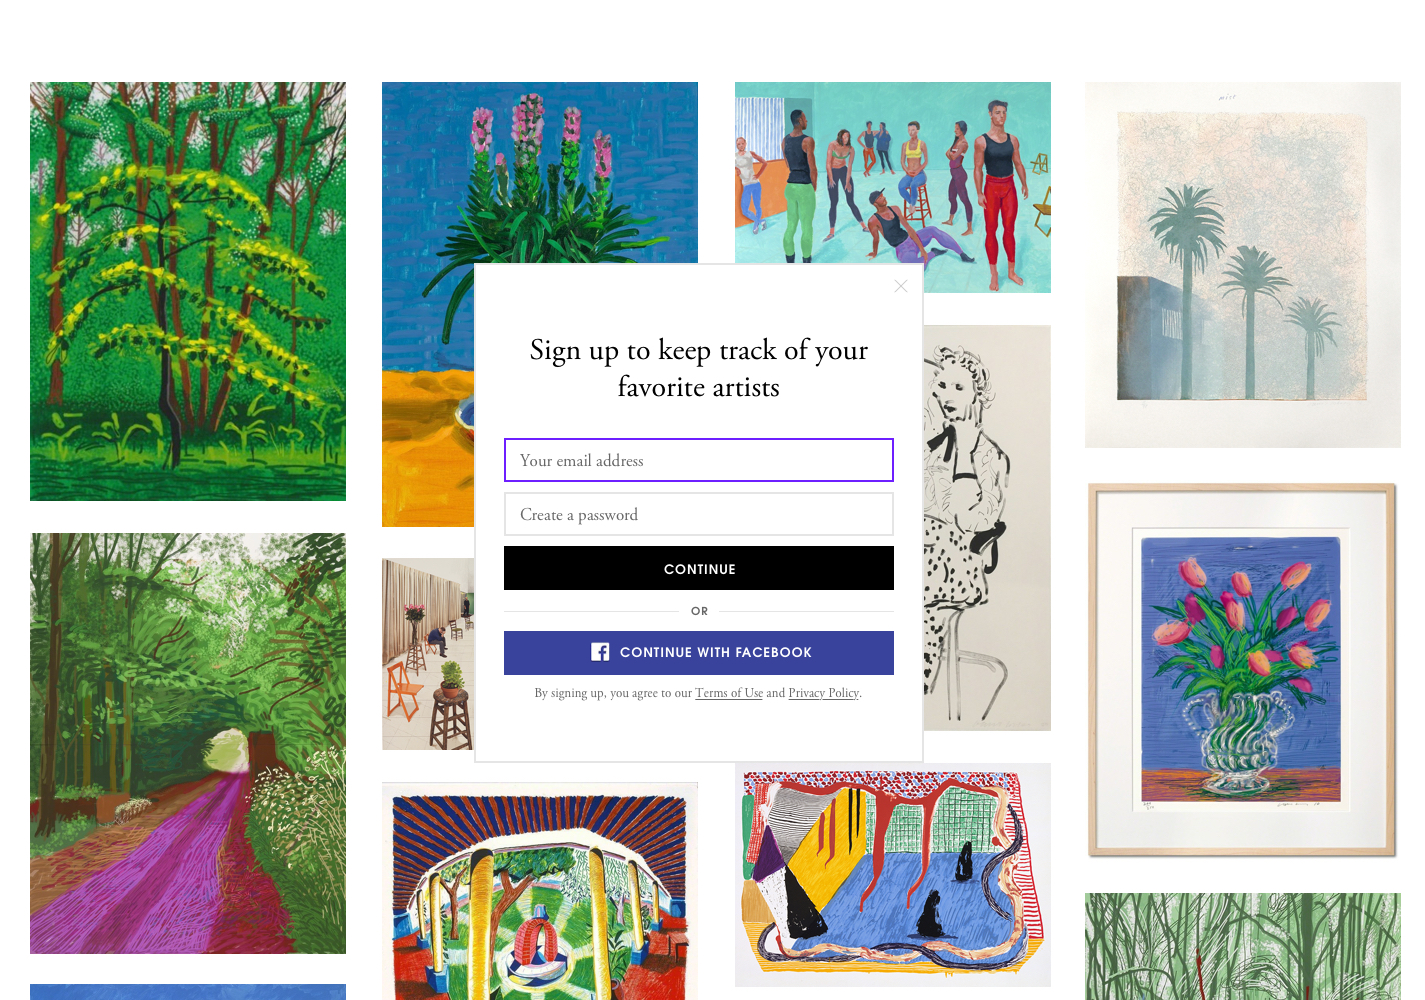 Sign up to keep track of your
favorite artists
Your email address
Create a password
CONTINUE
OR
CONTINUE WITH FACEBOOK
By signing up, you agree to our Terms of Use and Privacy Policy.